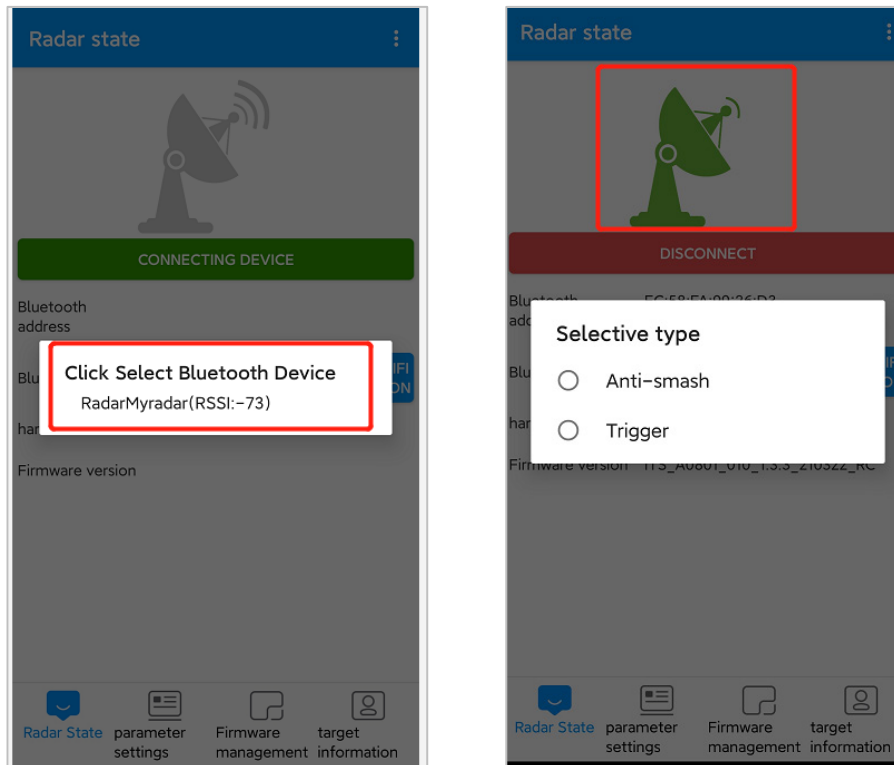 Radar state
CONNECTING DEVICE
Bluetooth
address
Click Select Bluetooth Device
RadarMyradar(RSSI:-73)
Firmware version
Radar State
parameter
settings
Firmware
management
target
information
Radar state
DISCONNECT
Selective type
Anti-smash
Trigger
Firmware version
Radar State
parameter
settings
Firmware
management
target
information